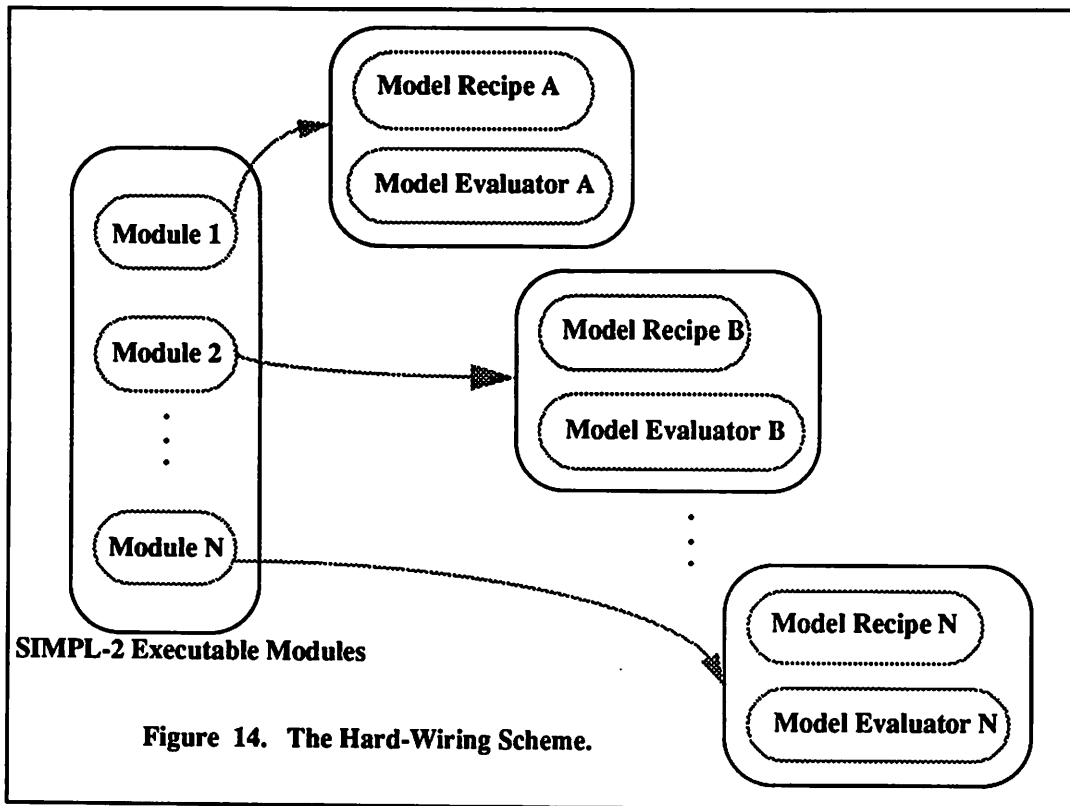 Model Recipe A
Model Evaluator A
Module 1
Module 2
Module N
SIMPL-2 Executable Modules
Model Recipe B
Model Evaluator B
Model Recipe N
Model Evaluator N
Figure 14. The Hard-Wiring Scheme.